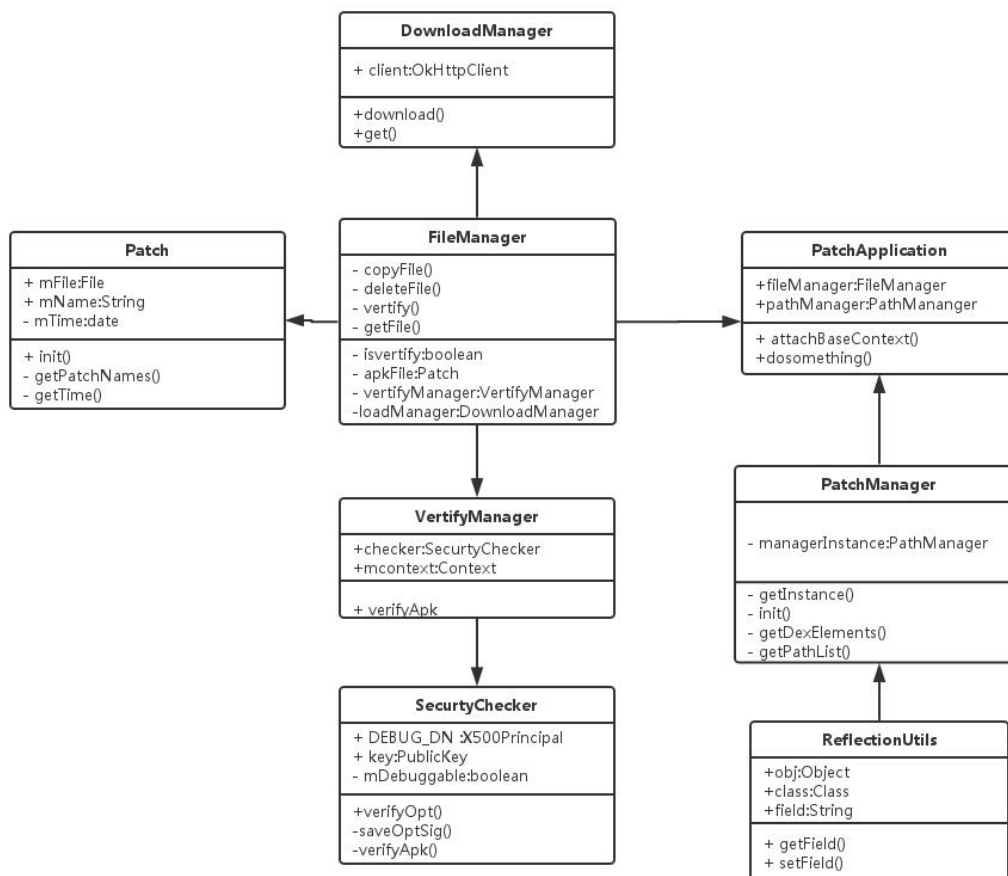 DownloadManager
+ client:OkHttpClient
+download()
+get()
Patch
+ mFile:File
+ mName:String
- mTime:date
+ init()
- getPatchNames()
- getTime()
FileManager
- copyFile()
- deleteFile()
- vertify()
- getFile()
- isvertify:boolean
- apkFile:Patch
- vertifyManager:VertifyManager
-loadManager:DownloadManager
PatchApplication
+fileManager:FileManager
+pathManager:PathMananger
+ attachBaseContext()
+dosomething()
VertifyManager
+checker:SecurtyChecker
+mcontext:Context
+ verifyApk
PatchManager
- managerInstance:PathManager
- getInstance()
- init()
- getDexElements()
- getPathList()
SecurtyChecker
+ DEBUG_DN :X500Principal
+ key:PublicKey
- mDebuggable:boolean
+verifyOpt()
-saveOptSig()
-verifyApk()
ReflectionUtils
+obj:Object
+class:Class
+field:String
+ getField()
+ setField()